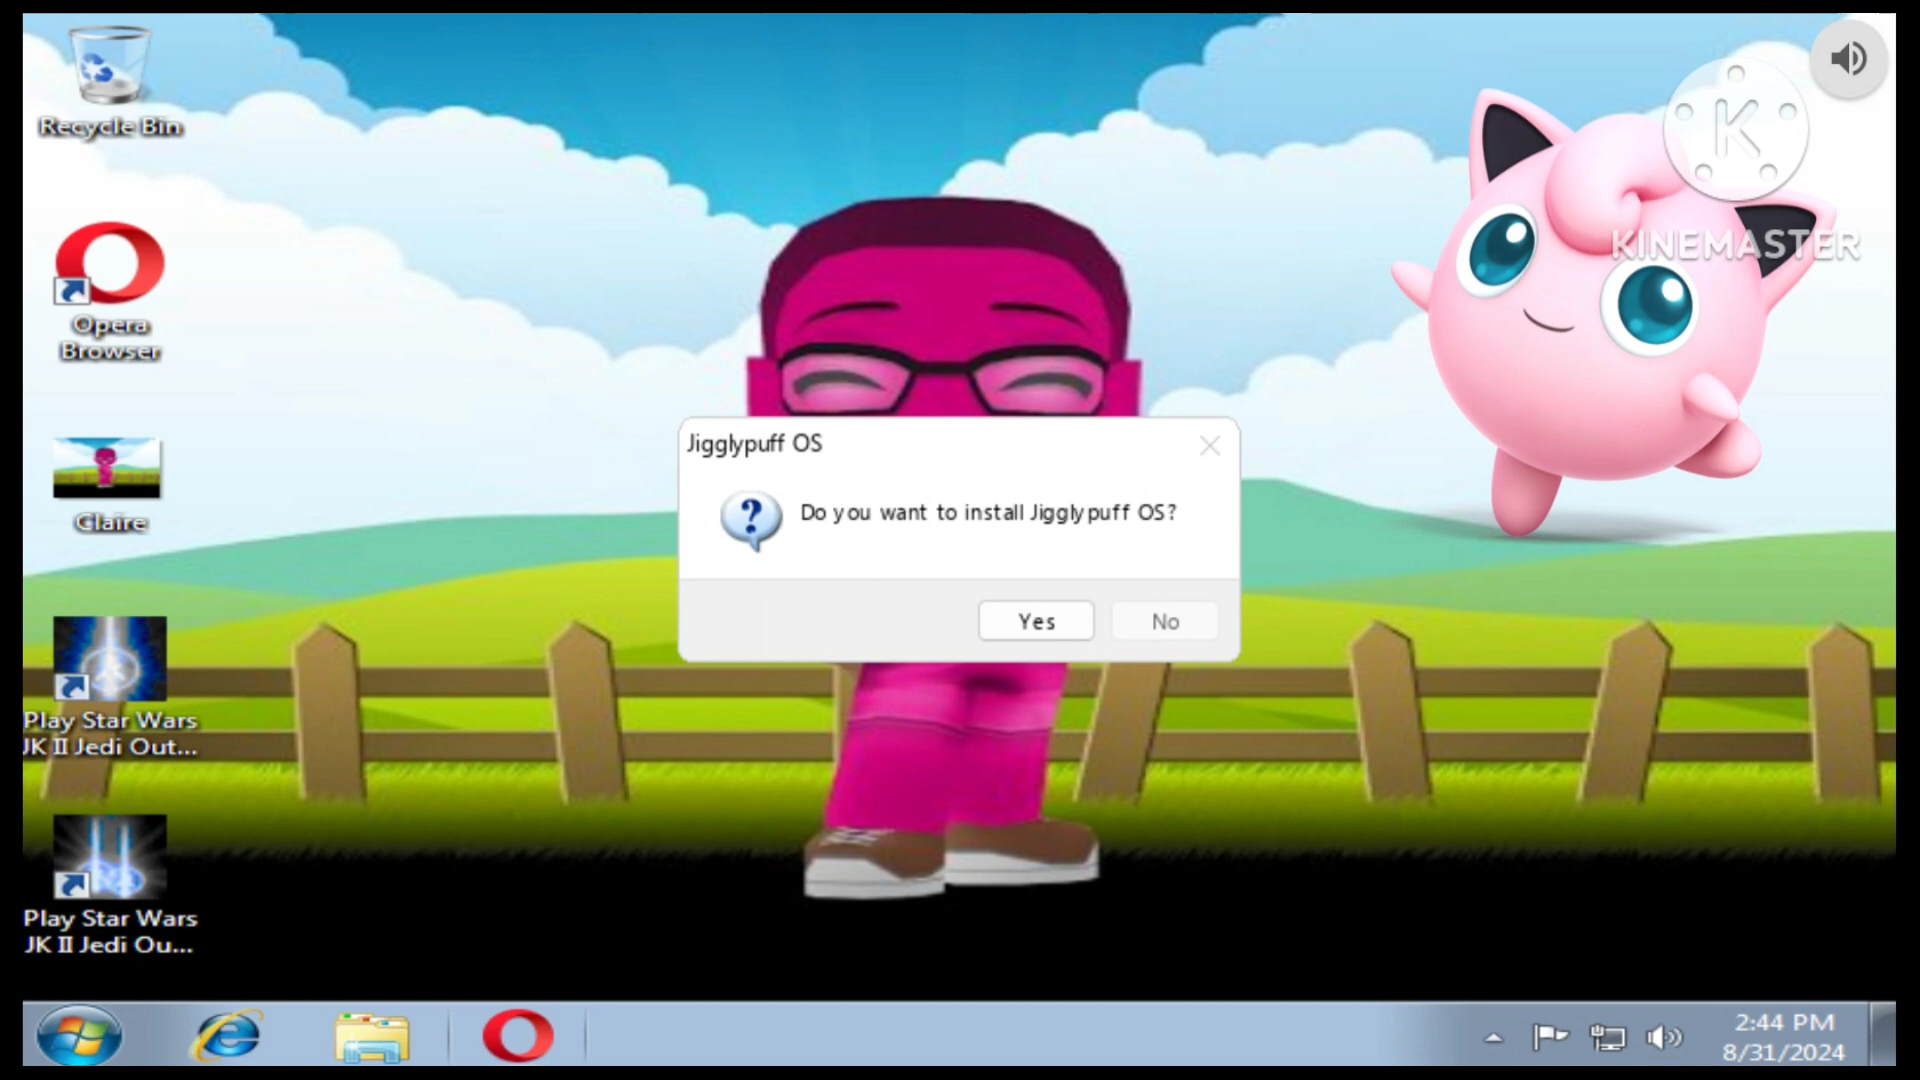 Recycle Bin
Opera
Browser
Claire
Play Star Wars
JK II Jedi Out...
Play Star Wars
JK II Jedi Ou...
K
KINEMASTER
Jigglypuff OS
Do you want to install Jigglypuff OS?
Yes
No
2:44 PM
8/31/2024